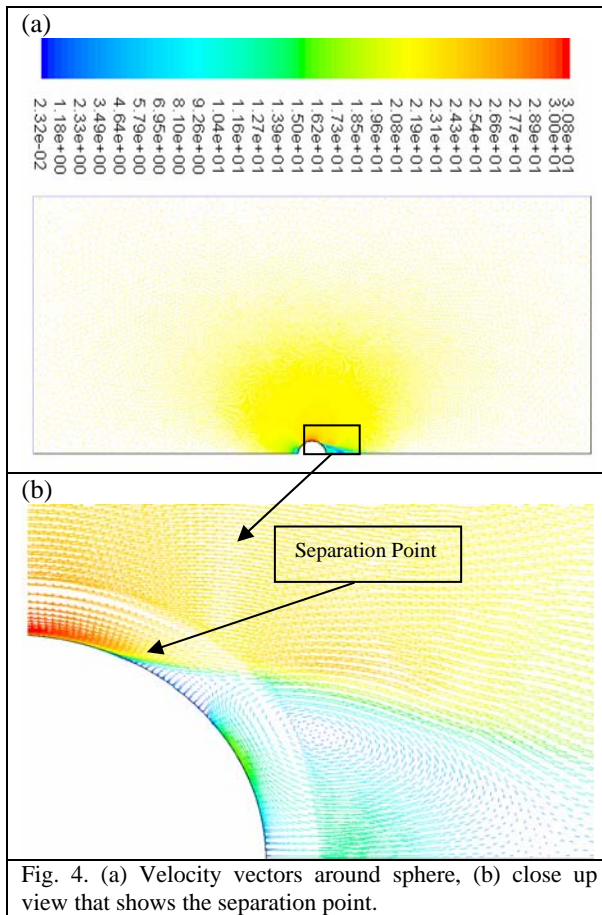 (a)
3.08e+01
3.00e+01
2.89e+01
2.77e+01
2.66e+01
2.54e+01
2.43e+01
2.31e+01
2.19e+01
2.08e+01
1.96e+01
1.85e+01
1.73e+01
1.62e+01
1.50e+01
1.39e+01
1.27e+01
1.16e+01
1.04e+01
9.26e+00
8.10e+00
6.95e+00
5.79e+00
4.64e+00
3.49e+00
2.33e+00
1.18e+00
2.32e-02
(b)
Separation Point
Fig. 4. (a) Velocity vectors around sphere, (b) close up
view that shows the separation point.